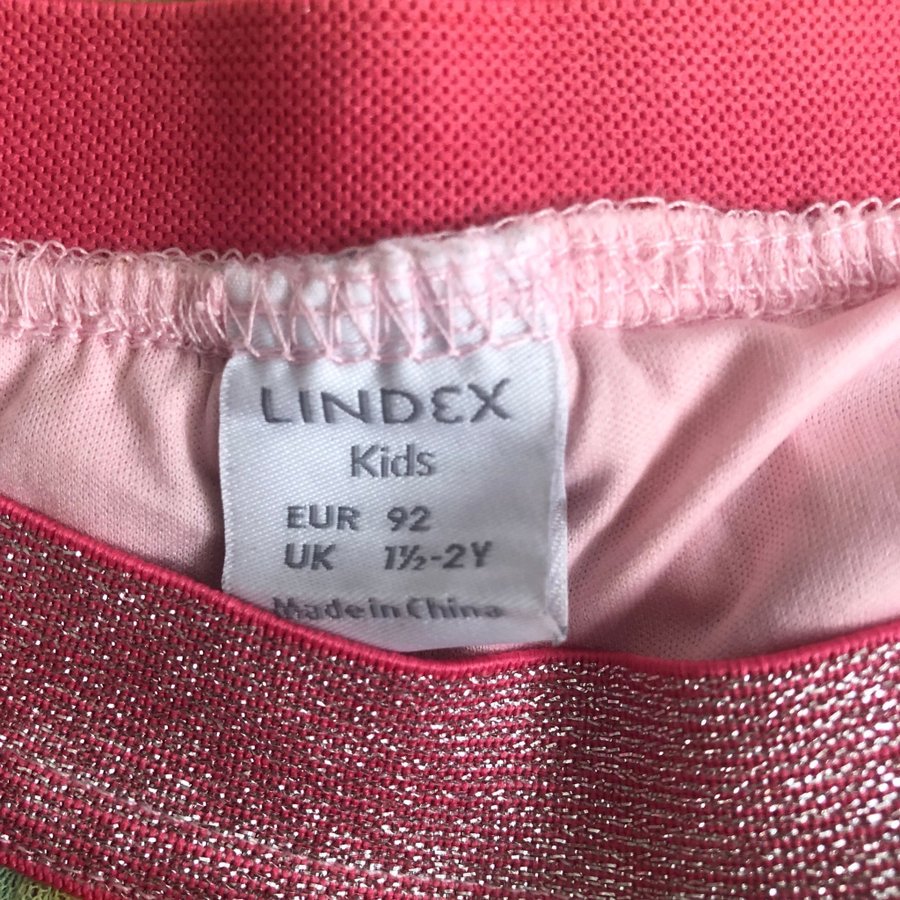 LINDEX
Kids
EUR 92
UK 1½-2Y
Made in China